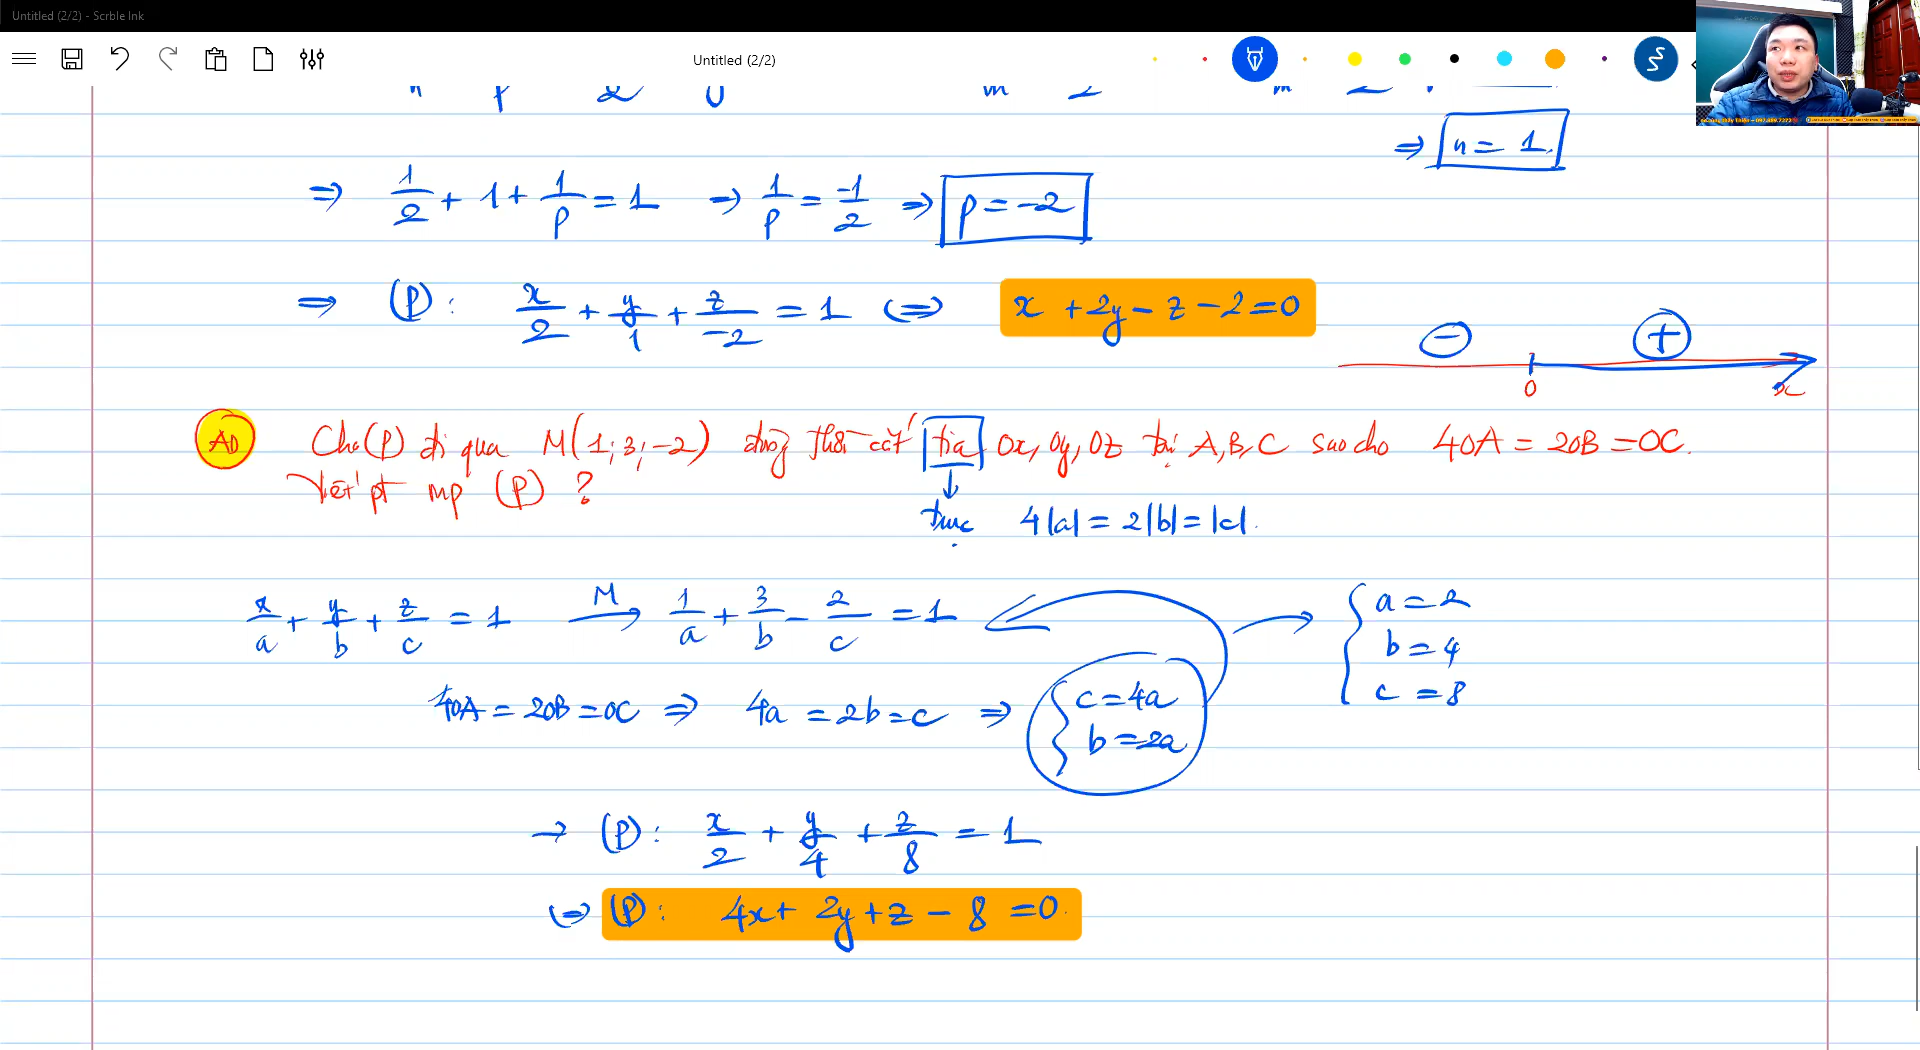 Untitled (2/2) - Scrble Ink
Untitled (2/2)
⇒ n = 1
⇒ 1/2 + 1 + 1/p = 1 ⇒ 1/p = -1/2 ⇒ p = -2
⇒ (P): x/2 + y/1 + z/-2 = 1 ⇔ x + 2y - z - 2 = 0
- +
0 x
AD Cho (P) đi qua M(1; 3; -2) đồng thời cắt tia Ox, Oy, Oz tại A, B, C sao cho 4OA = 2OB = OC.
Viết pt mp (P) ?
↓
trục 4|a| = 2|b| = |c|.
x/a + y/b + z/c = 1 M→ 1/a + 3/b - 2/c = 1
a = 2
b = 4
c = 8
4OA = 2OB = OC ⇒ 4a = 2b = c ⇒
c = 4a
b = 2a
→ (P): x/2 + y/4 + z/8 = 1
⇔ (P): 4x + 2y + z - 8 = 0.